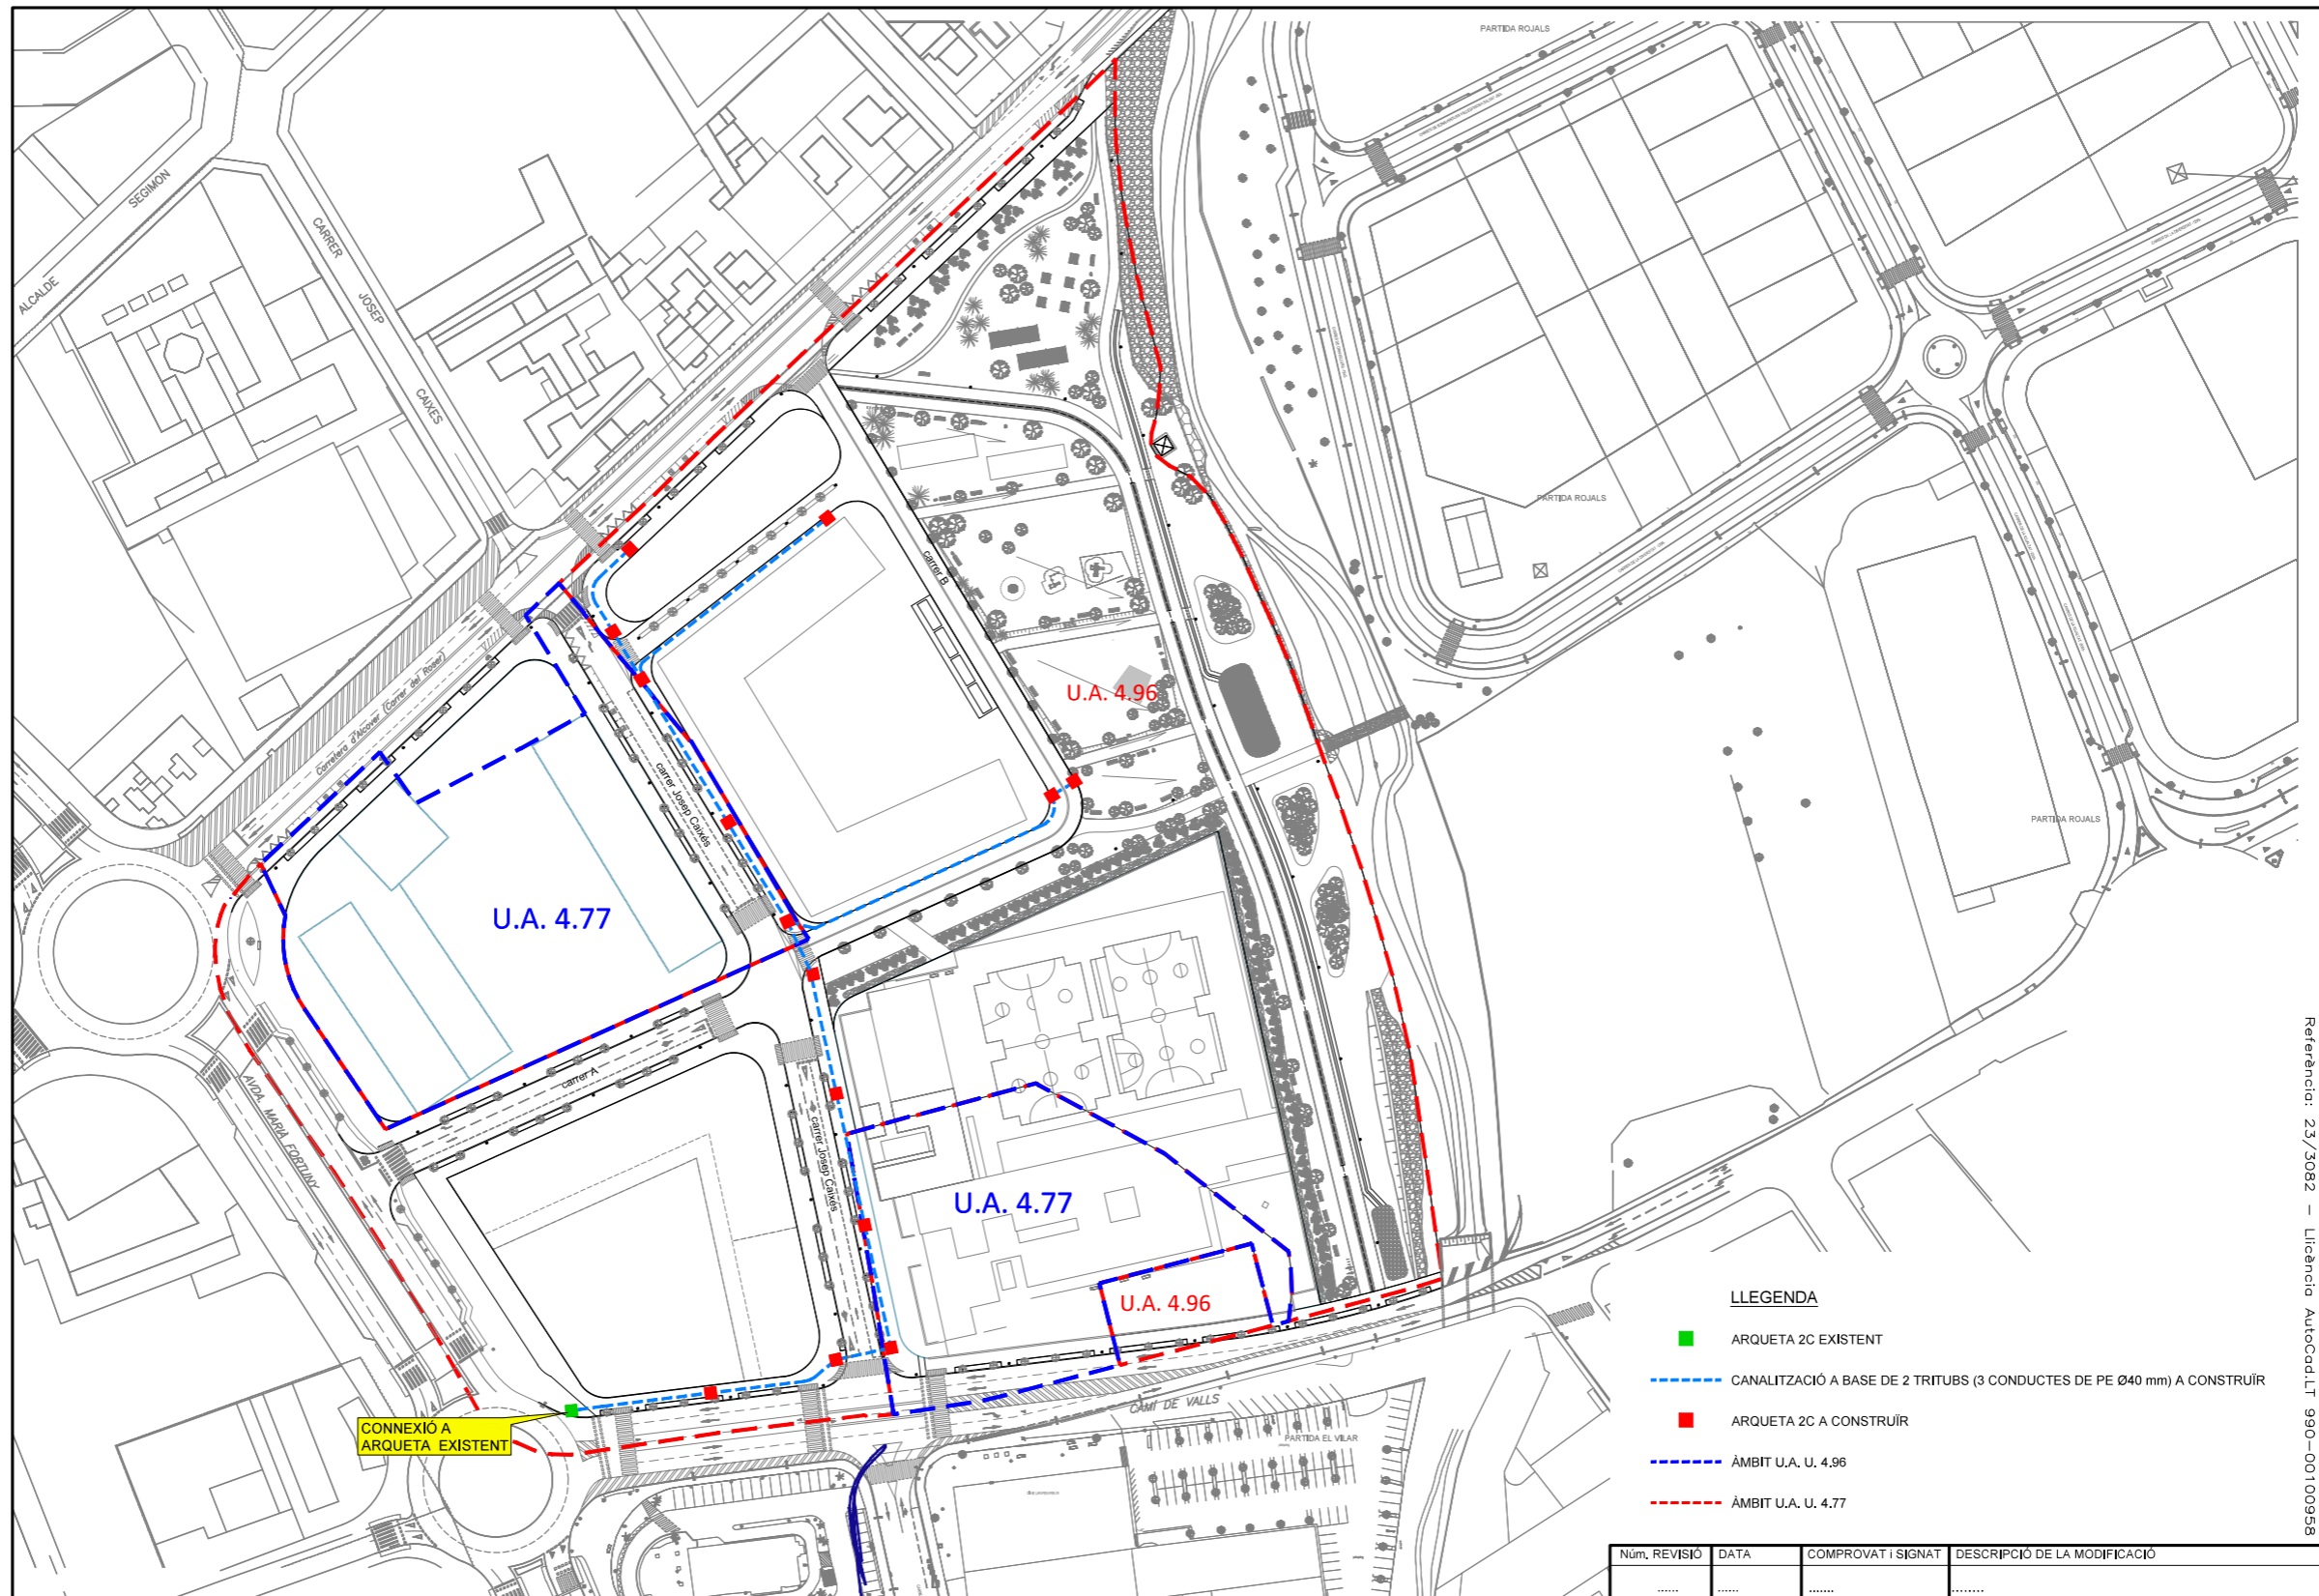 PARTIDA ROJALS
ALCALDE
SEGIMON
CARRER
JOSEP
CAIXES
PARTIDA ROJALS
carrer B
U.A. 4.96
Carretera d'Alcover (Carrer del Roser)
carrer Josep Caixés
PARTIDA ROJALS
U.A. 4.77
carrer A
AVDA. MARIÀ FORTUNY
carrer Josep Caixés
U.A. 4.77
U.A. 4.96
CAMÍ DE VALLS
PARTIDA EL VILAR
CONNEXIÓ A
ARQUETA EXISTENT
LLEGENDA
ARQUETA 2C EXISTENT
CANALITZACIÓ A BASE DE 2 TRITUBS (3 CONDUCTES DE PE Ø40 mm) A CONSTRUÏR
ARQUETA 2C A CONSTRUÏR
ÀMBIT U.A. U. 4.96
ÀMBIT U.A. U. 4.77
Referència: 23/3082 - Llicència AutoCad.LT 990-00100958
Núm. REVISIÓ DATA COMPROVAT i SIGNAT DESCRIPCIÓ DE LA MODIFICACIÓ
...... ...... ....... ........